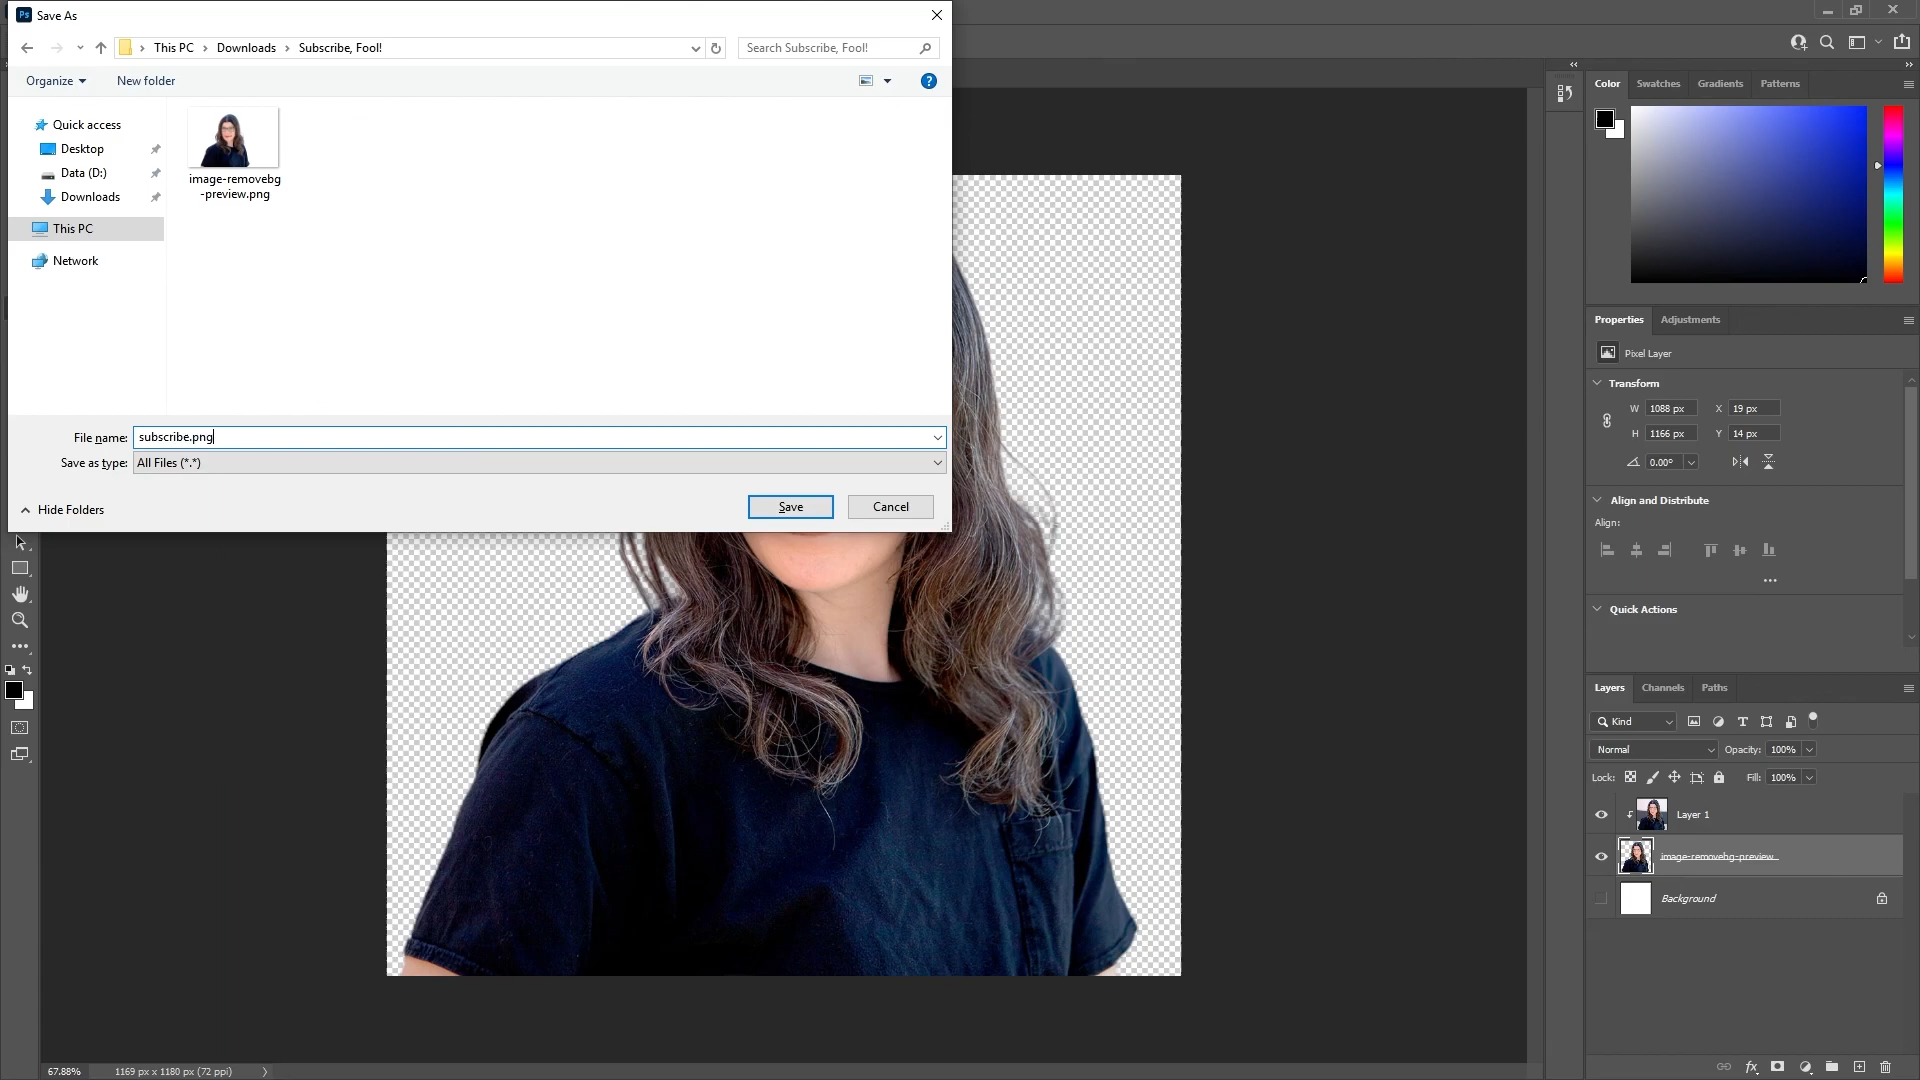 Ps Save As
This PC > Downloads > Subscribe, Fool!
Search Subscribe, Fool!
Organize
New folder
?
Quick access
Desktop
Data (D:)
Downloads
This PC
Network
image-removebg
-preview.png
File name: subscribe.png
Save as type: All Files (*.*)
Hide Folders
Save
Cancel
Color
Swatches
Gradients
Patterns
Properties
Adjustments
Pixel Layer
Transform
W 1088 px X 19 px
H 1166 px Y 14 px
0.00°
Align and Distribute
Align:
Quick Actions
Layers
Channels
Paths
Kind
Normal
Opacity: 100%
Lock:
Fill: 100%
Layer 1
image-removebg-preview...
Background
fx
67.88%
1169 px x 1180 px (72 ppi)